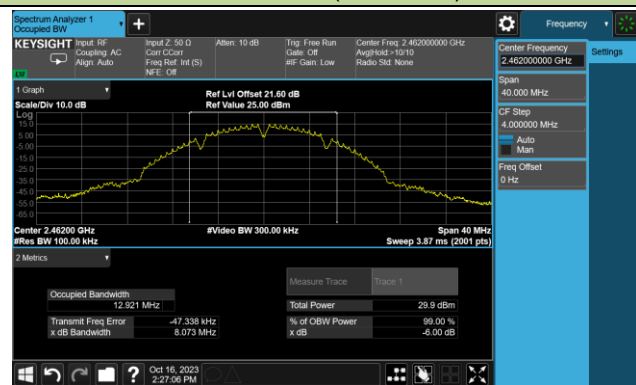 Spectrum Analyzer 1
Occupied BW
Frequency
KEYSIGHT
Input: RF
Coupling: AC
Align: Auto
Input Z: 50 Ω
Corr CCorr
Freq Ref: Int (S)
NFE: Off
Atten: 10 dB
Trig: Free Run
Gate: Off
#IF Gain: Low
Center Freq: 2.462000000 GHz
Avg|Hold:>10/10
Radio Std: None
LW
Center Frequency
2.462000000 GHz
Settings
Span
40.000 MHz
CF Step
4.000000 MHz
Auto
Man
Freq Offset
0 Hz
1 Graph
Scale/Div 10.0 dB
Ref Lvl Offset 21.60 dB
Ref Value 25.00 dBm
Log
15.0
5.00
-5.00
-15.0
-25.0
-35.0
-45.0
-55.0
-65.0
Center 2.46200 GHz
#Res BW 100.00 kHz
#Video BW 300.00 kHz
Span 40 MHz
Sweep 3.87 ms (2001 pts)
2 Metrics
Measure Trace
Trace 1
Occupied Bandwidth
12.921 MHz
Total Power
29.9 dBm
Transmit Freq Error
-47.338 kHz
% of OBW Power
99.00 %
x dB Bandwidth
8.073 MHz
x dB
-6.00 dB
?
Oct 16, 2023
2:27:06 PM